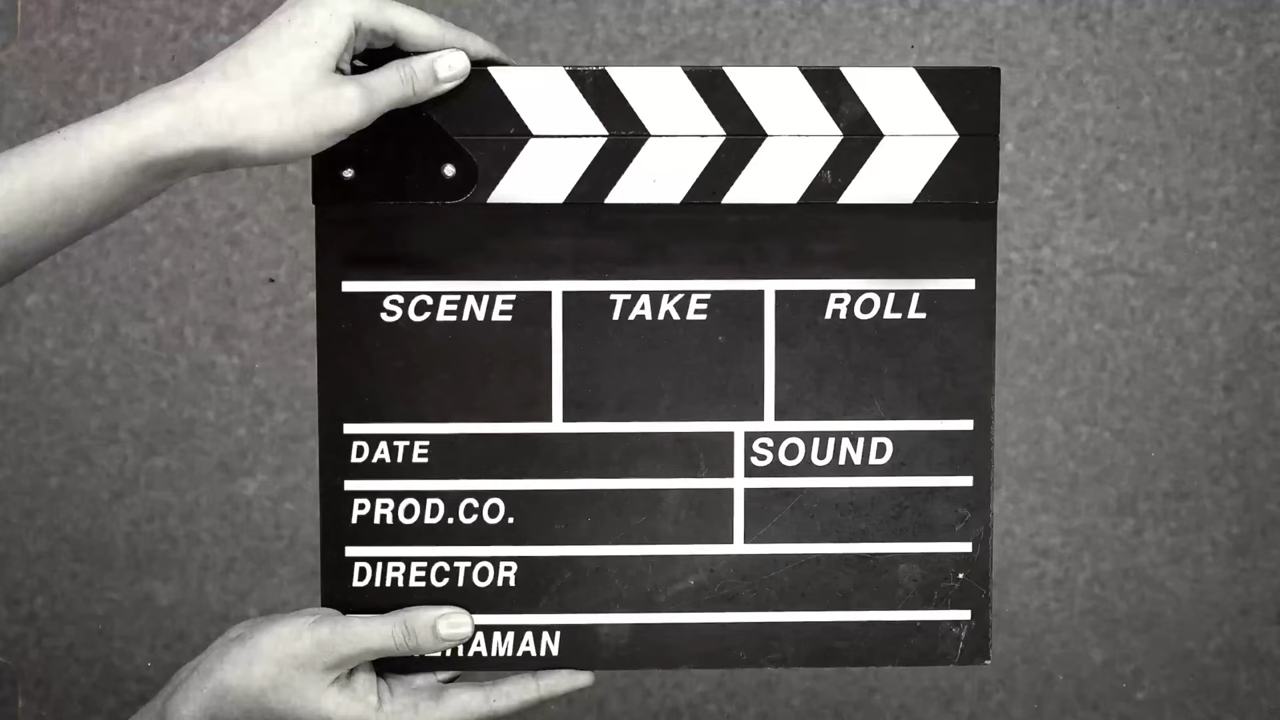 SCENE TAKE ROLL
DATE SOUND
PROD.CO.
DIRECTOR